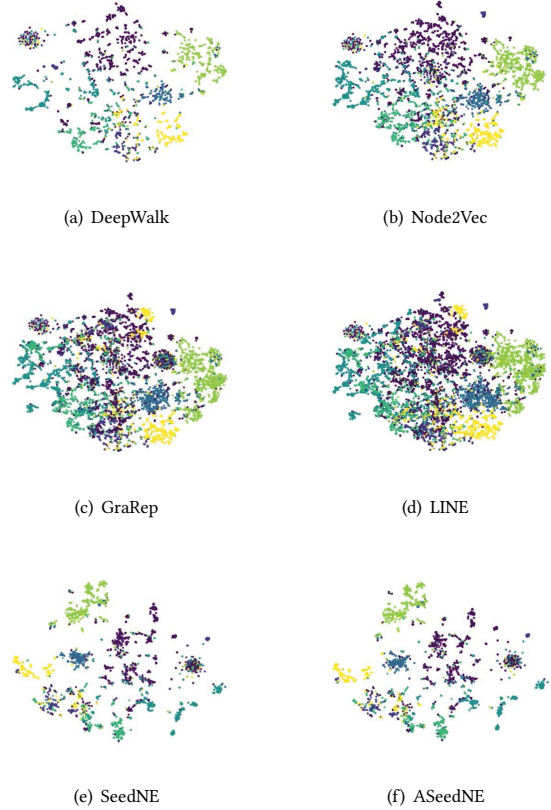 (a) DeepWalk
(b) Node2Vec
(c) GraRep
(d) LINE
(e) SeedNE
(f) ASeedNE